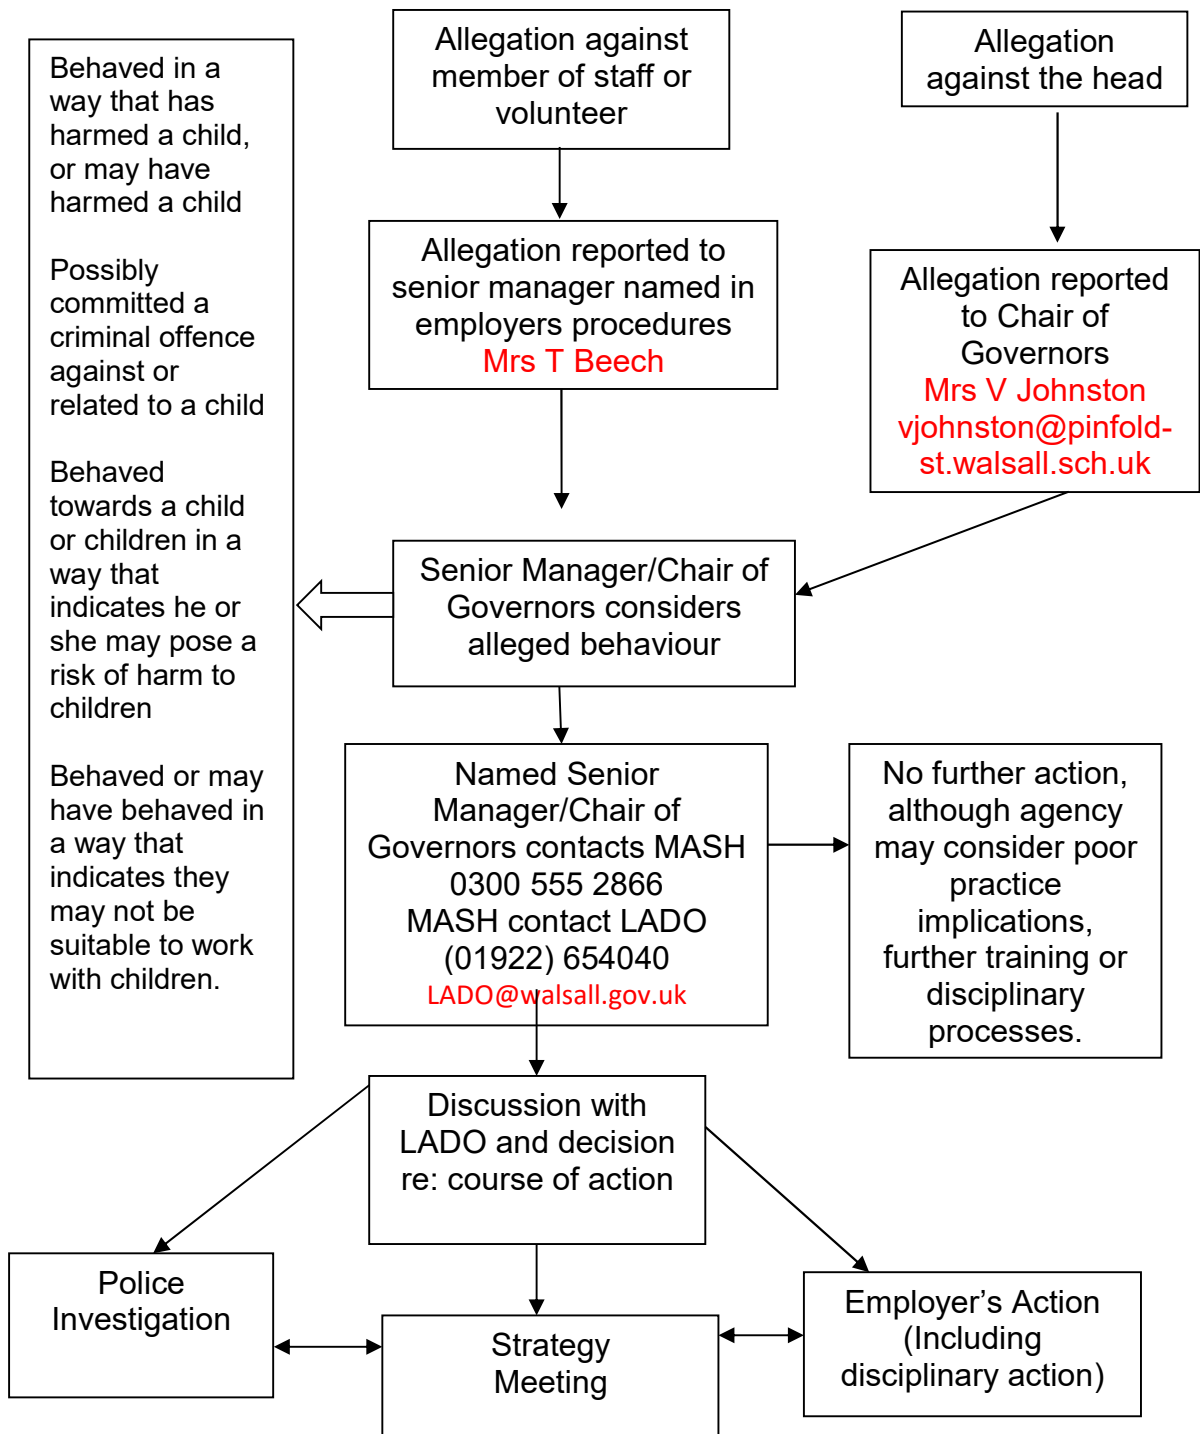 Allegation against
member of staff or
volunteer
Allegation
against the head
Behaved in a
way that has
harmed a child,
or may have
harmed a child
Possibly
committed a
criminal offence
against or
related to a child
Behaved
towards a child
or children in a
way that
indicates he or
she may pose a
risk of harm to
children
Behaved or may
have behaved in
a way that
indicates they
may not be
suitable to work
with children.
Allegation reported to
senior manager named in
employers procedures
Mrs T Beech
Allegation reported
to Chair of
Governors
Mrs V Johnston
vjohnston@pinfold-
st.walsall.sch.uk
Senior Manager/Chair of
Governors considers
alleged behaviour
Named Senior
Manager/Chair of
Governors contacts MASH
0300 555 2866
MASH contact LADO
(01922) 654040
LADO@walsall.gov.uk
No further action,
although agency
may consider poor
practice
implications,
further training or
disciplinary
processes.
Discussion with
LADO and decision
re: course of action
Police
Investigation
Strategy
Meeting
Employer’s Action
(Including
disciplinary action)